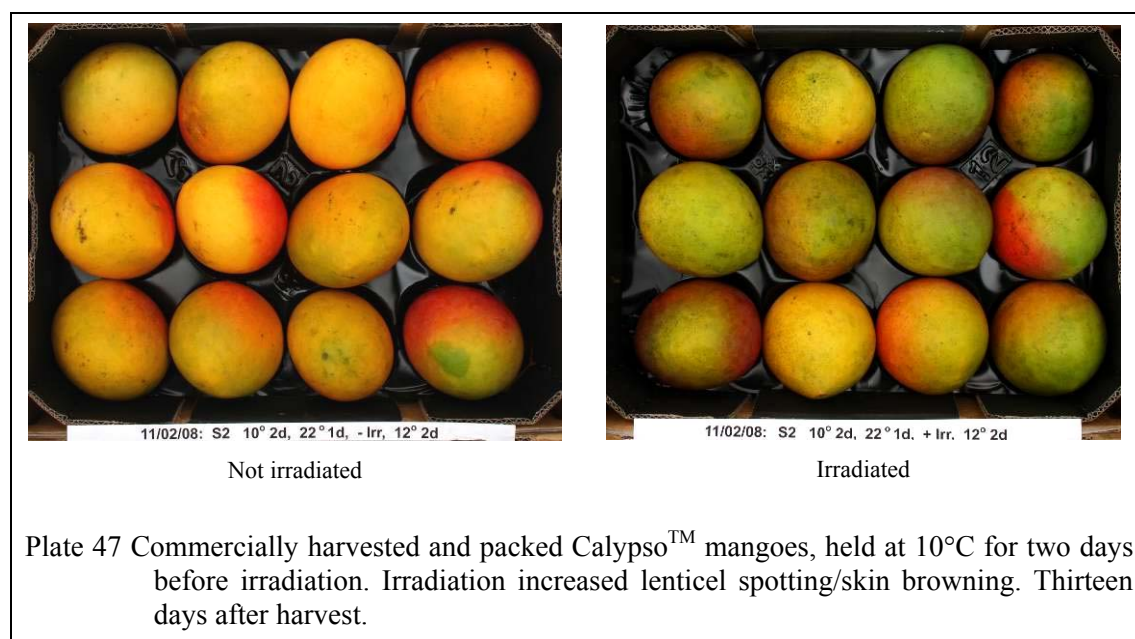 11/02/08: S2 10° 2d, 22° 1d, - Irr, 12° 2d
11/02/08: S2 10° 2d, 22° 1d, + Irr, 12° 2d
Not irradiated
Irradiated
Plate 47 Commercially harvested and packed Calypso™ mangoes, held at 10°C for two days
before irradiation. Irradiation increased lenticel spotting/skin browning. Thirteen
days after harvest.